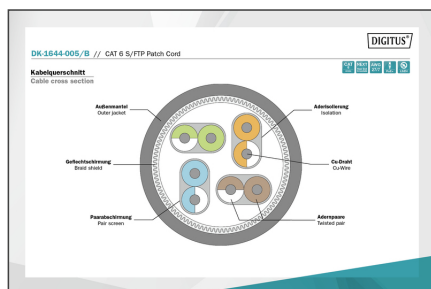 DIGITUS®
DK-1644-005/B // CAT 6 S/FTP Patch Cord
Kabelquerschnitt
Cable cross section
Außenmantel
Outer jacket
Aderisolierung
Isolation
Geflechtschirmung
Braid shield
Cu-Draht
Cu-Wire
Paarabschirmung
Pair screen
Adernpaare
Twisted pair